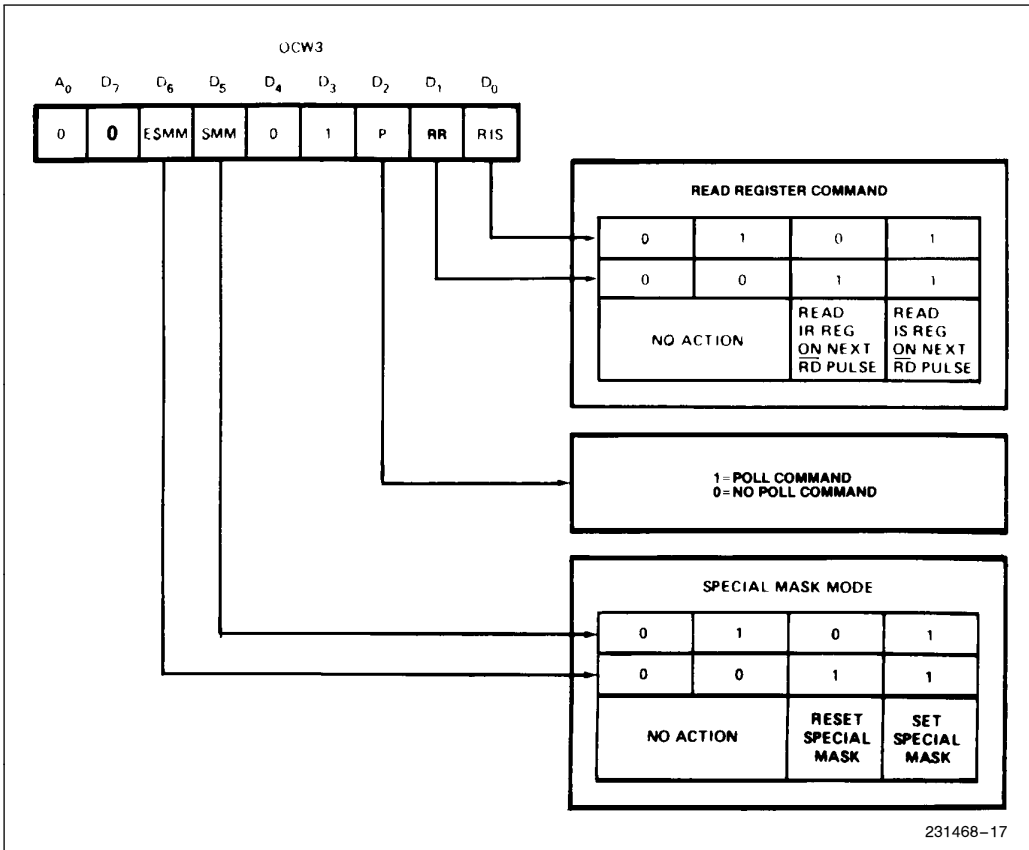 OCW3
A0 D7 D6 D5 D4 D3 D2 D1 D0
0 0 ESMM SMM 0 1 P RR RIS
READ REGISTER COMMAND
0 1 0 1
0 0 1 1
NO ACTION
READ
IR REG
ON NEXT
RD PULSE
READ
IS REG
ON NEXT
RD PULSE
1 = POLL COMMAND
0 = NO POLL COMMAND
SPECIAL MASK MODE
0 1 0 1
0 0 1 1
NO ACTION
RESET
SPECIAL
MASK
SET
SPECIAL
MASK
231468–17